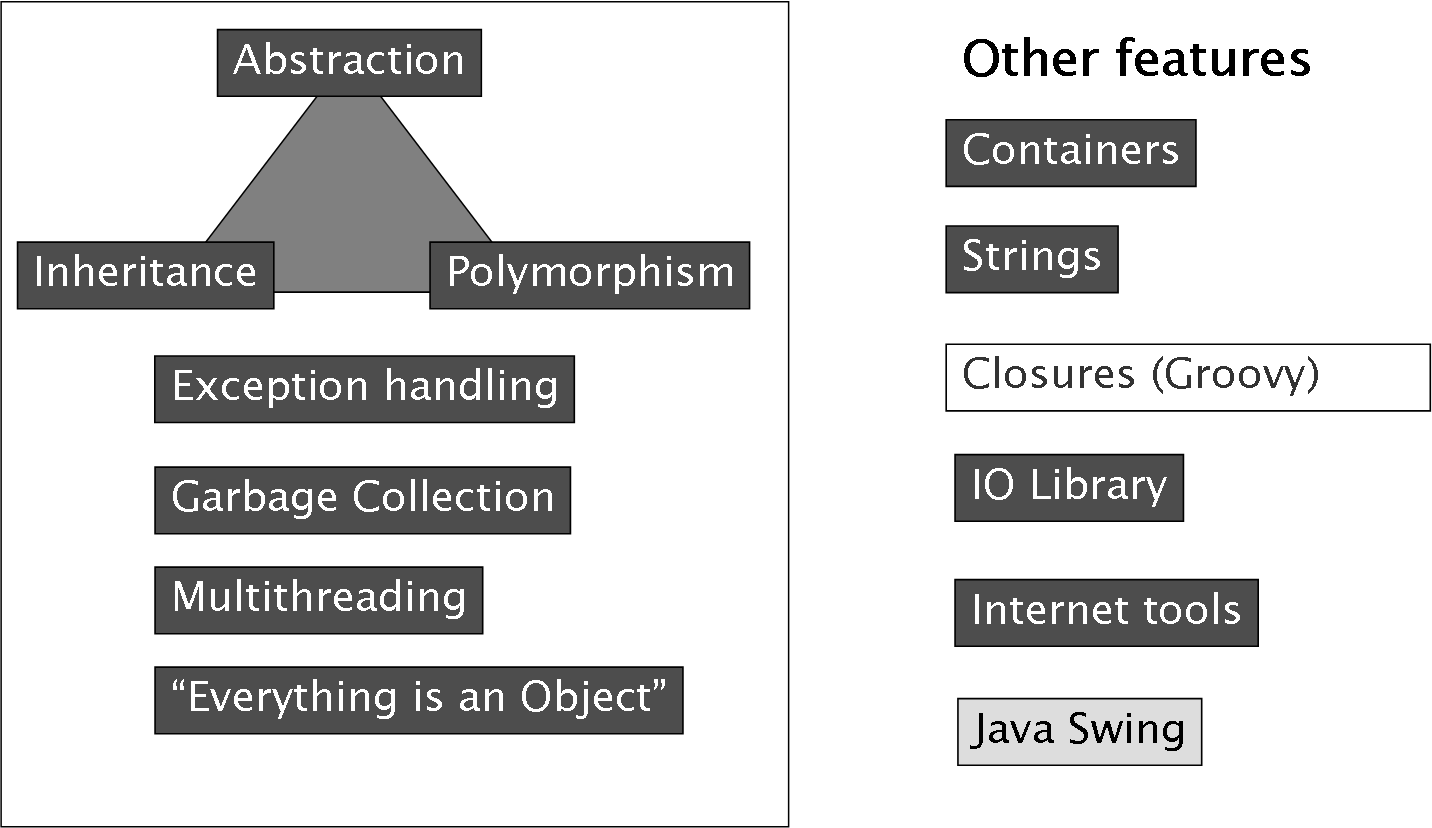 Abstraction
Inheritance
Polymorphism
Exception handling
Garbage Collection
Multithreading
“Everything is an Object”
Other features
Containers
Strings
Closures (Groovy)
IO Library
Internet tools
Java Swing